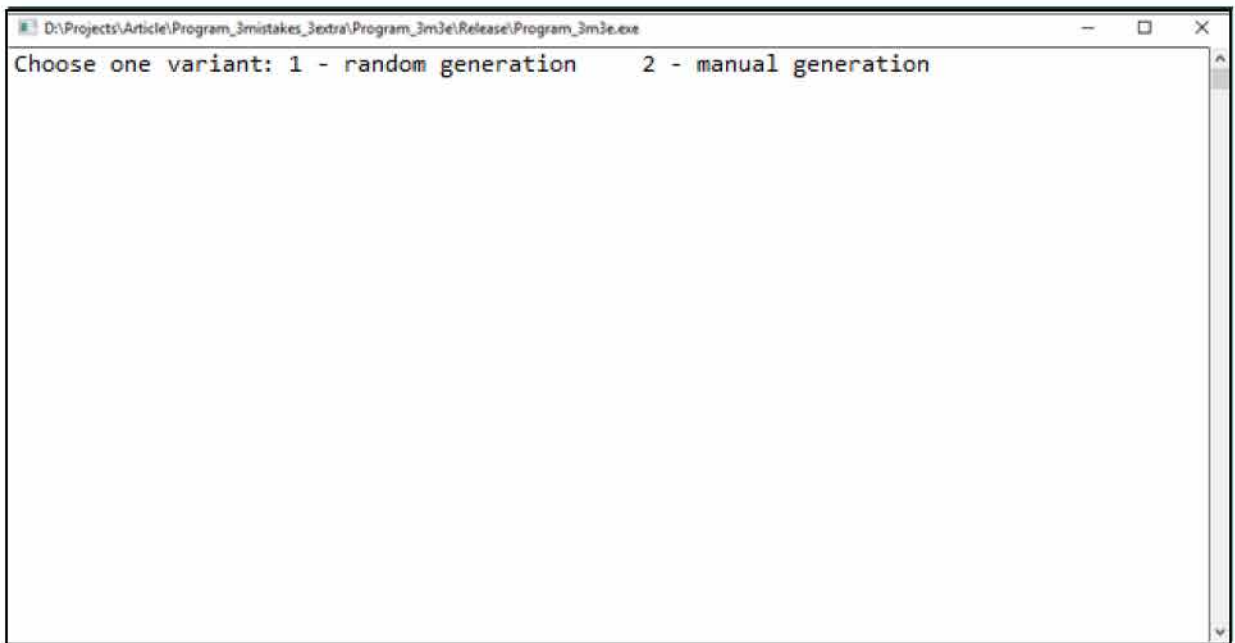 D:\Projects\Article\Program_3mistakes_3extra\Program_3m3e\Release\Program_3m3e.exe
Choose one variant: 1 - random generation    2 - manual generation